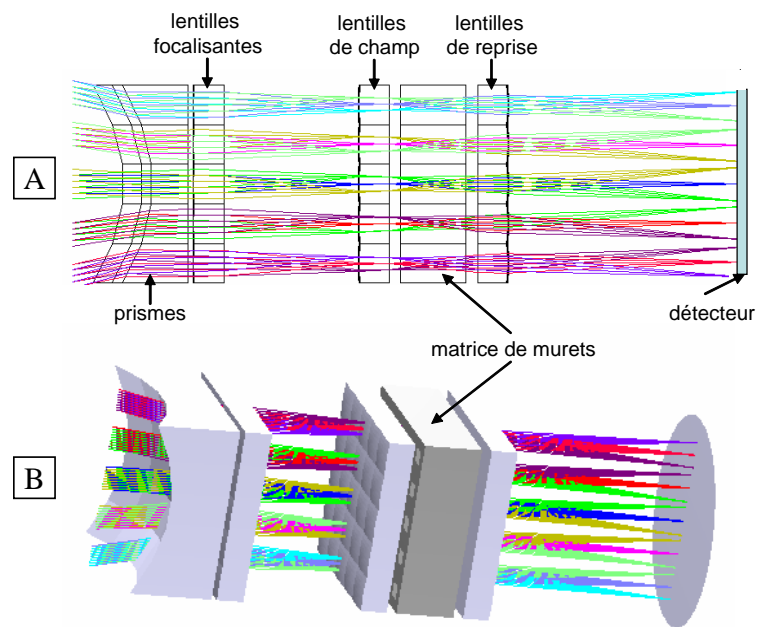 lentilles
focalisantes
lentilles
de champ
lentilles
de reprise
A
prismes
détecteur
matrice de murets
B